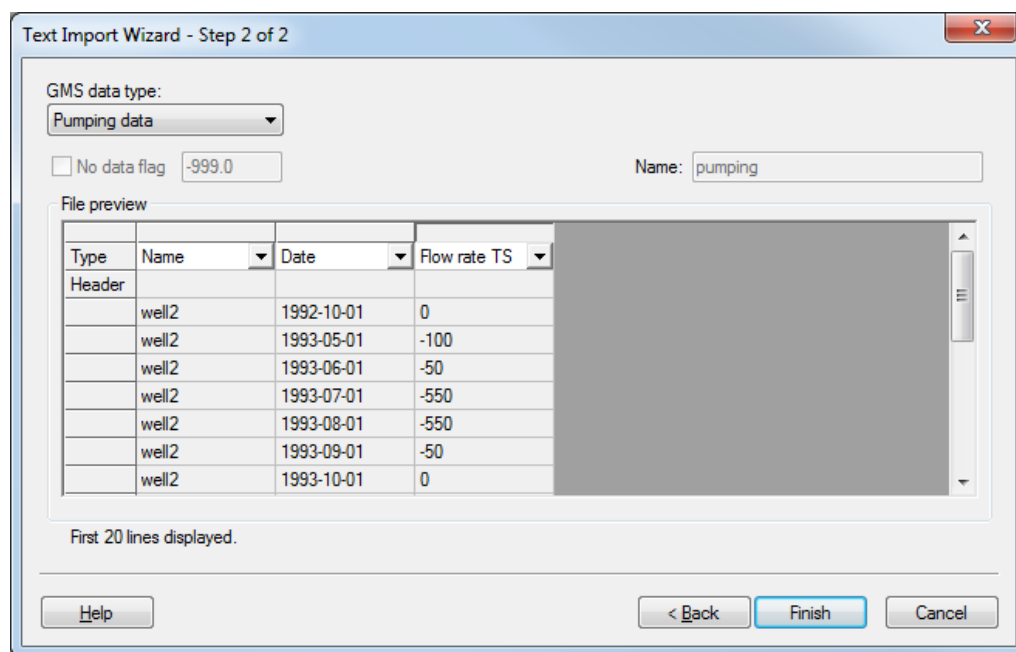 Text Import Wizard - Step 2 of 2
GMS data type:
Pumping data
No data flag -999.0 Name: pumping
File preview
Type Name Date Flow rate TS
Header
well2 1992-10-01 0
well2 1993-05-01 -100
well2 1993-06-01 -50
well2 1993-07-01 -550
well2 1993-08-01 -550
well2 1993-09-01 -50
well2 1993-10-01 0
First 20 lines displayed.
Help < Back Finish Cancel